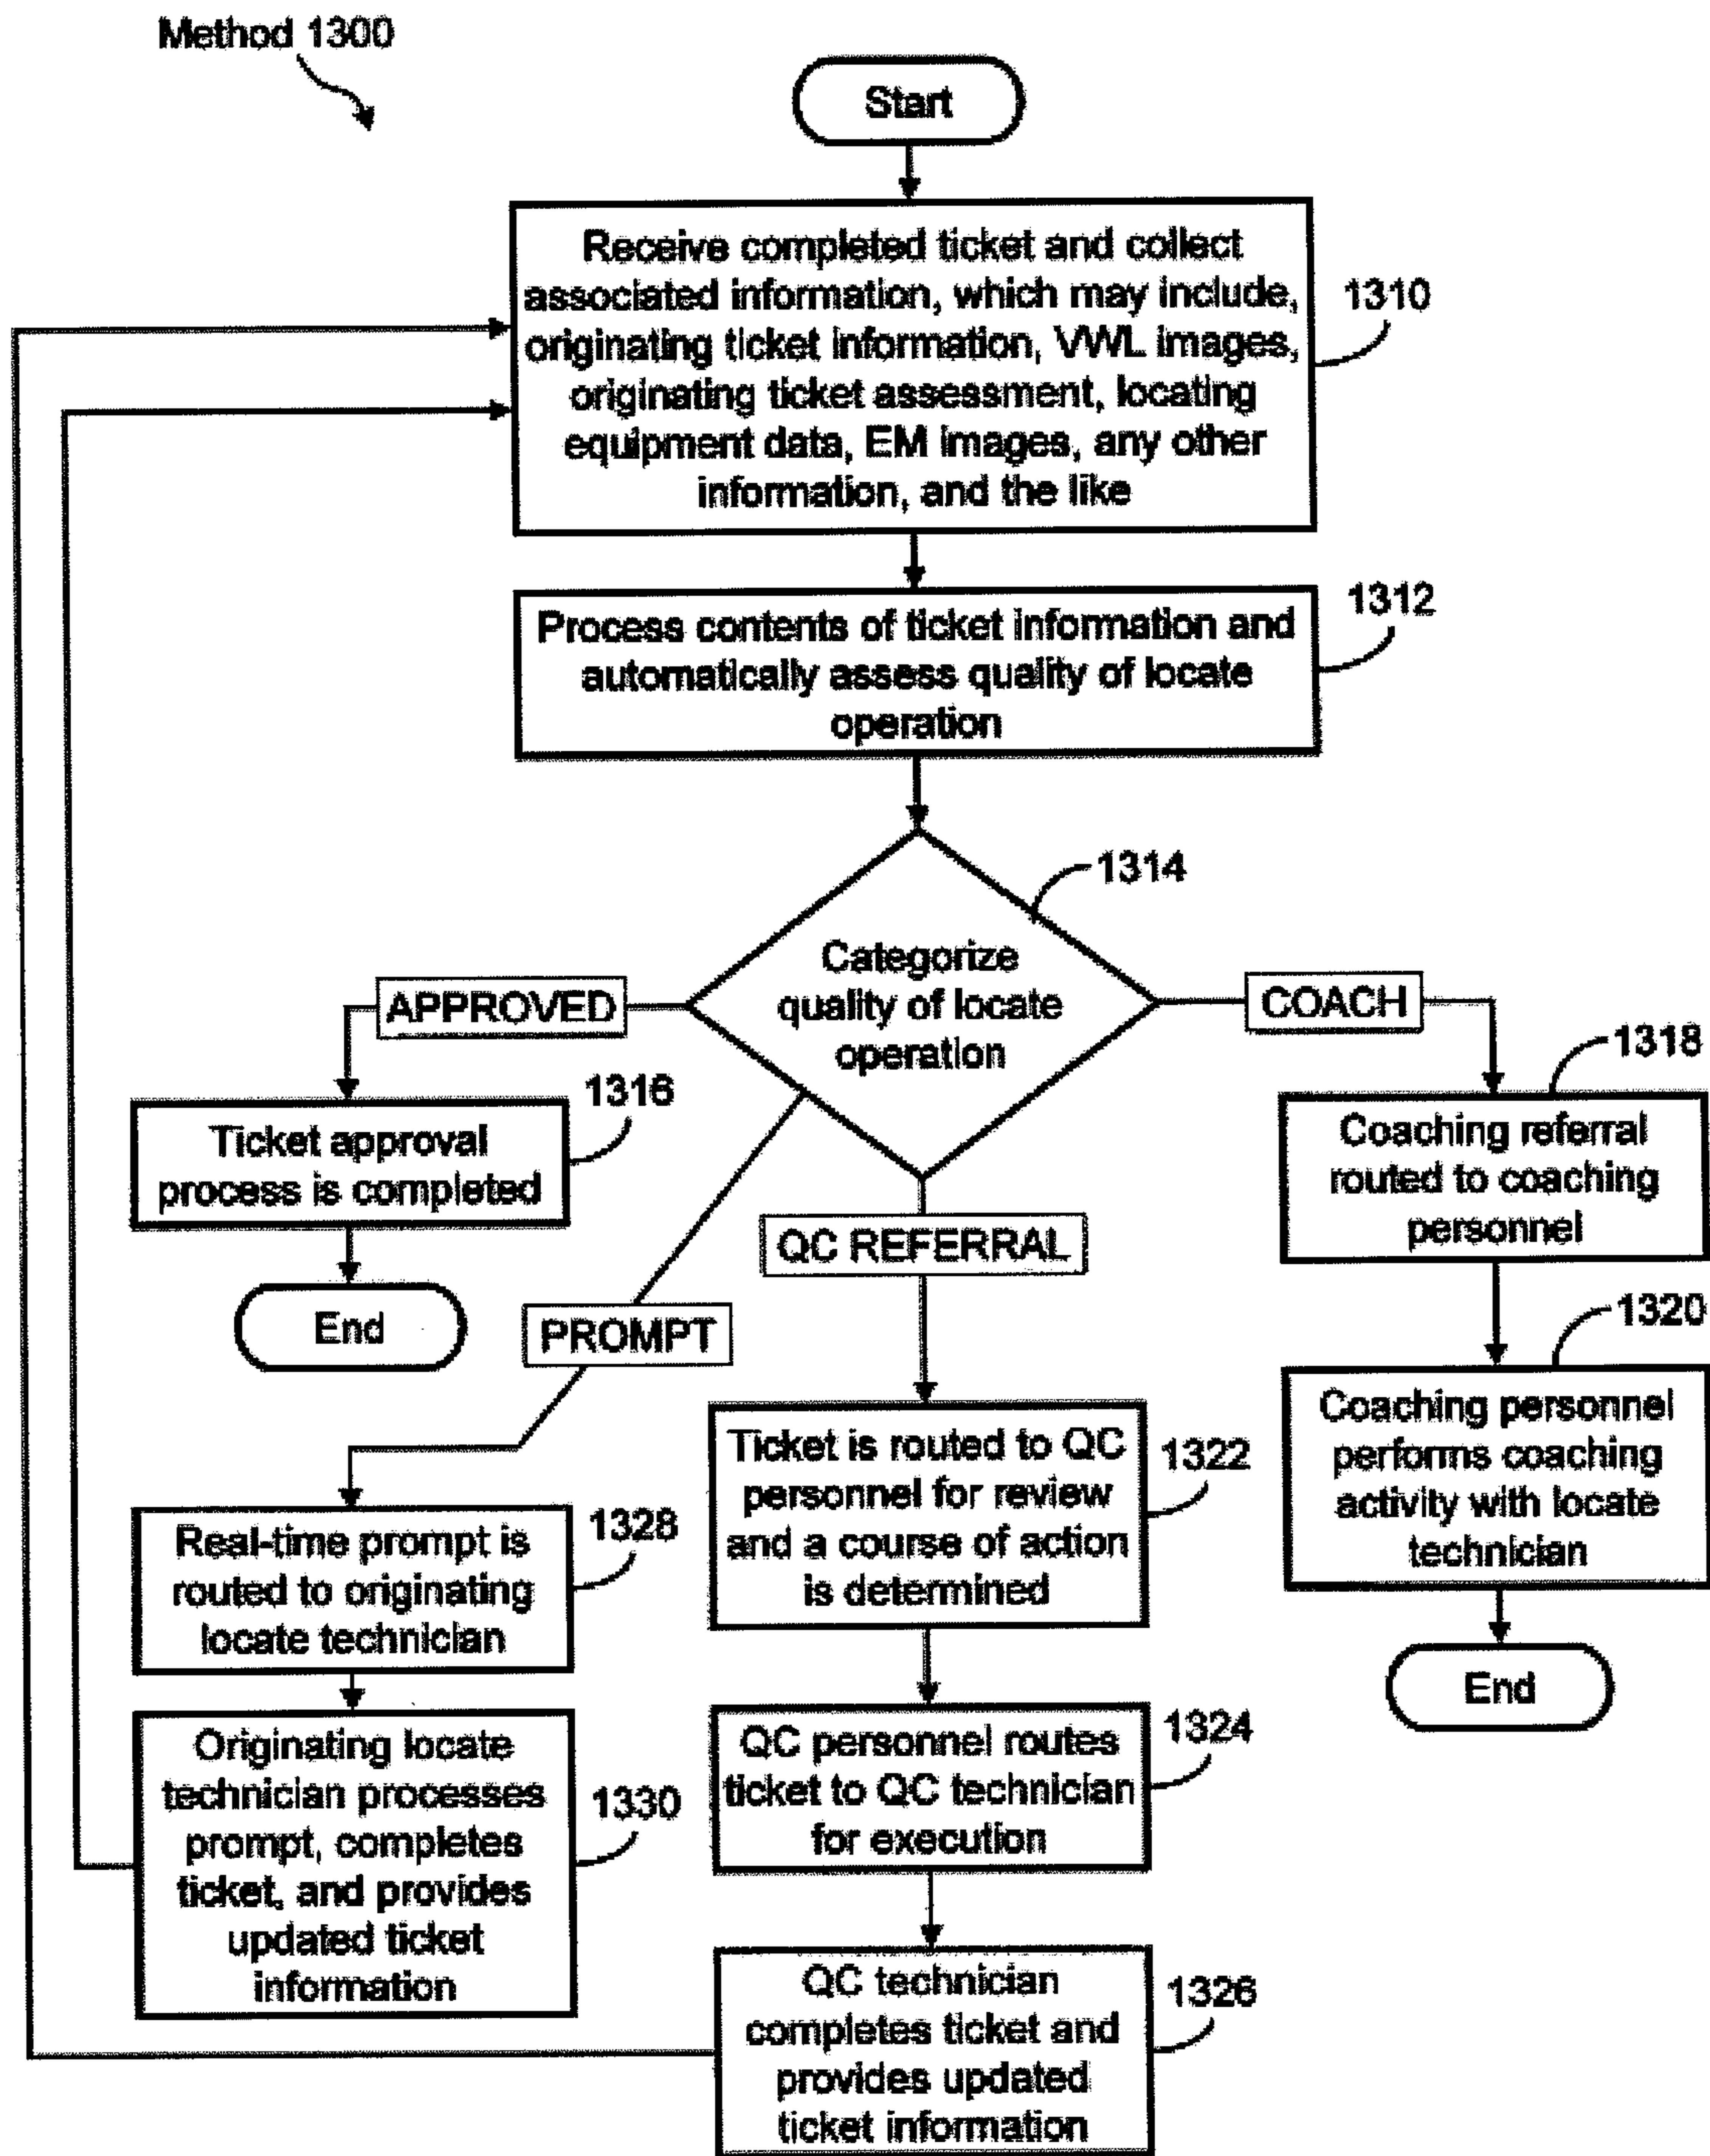 Method 1300
Start
Receive completed ticket and collect
associated information, which may include,
originating ticket information, VWL images,
originating ticket assessment, locating
equipment data, EM images, any other
information, and the like
1310
Process contents of ticket information and
automatically assess quality of locate
operation
1312
1314
Categorize
quality of locate
operation
APPROVED
COACH
1316
Ticket approval
process is completed
End
PROMPT
QC REFERRAL
1318
Coaching referral
routed to coaching
personnel
1320
Coaching personnel
performs coaching
activity with locate
technician
End
1328
Real-time prompt is
routed to originating
locate technician
1330
Originating locate
technician processes
prompt, completes
ticket, and provides
updated ticket
information
Ticket is routed to QC
personnel for review
and a course of action
is determined
1322
QC personnel routes
ticket to QC technician
for execution
1324
QC technician
completes ticket and
provides updated
ticket information
1326